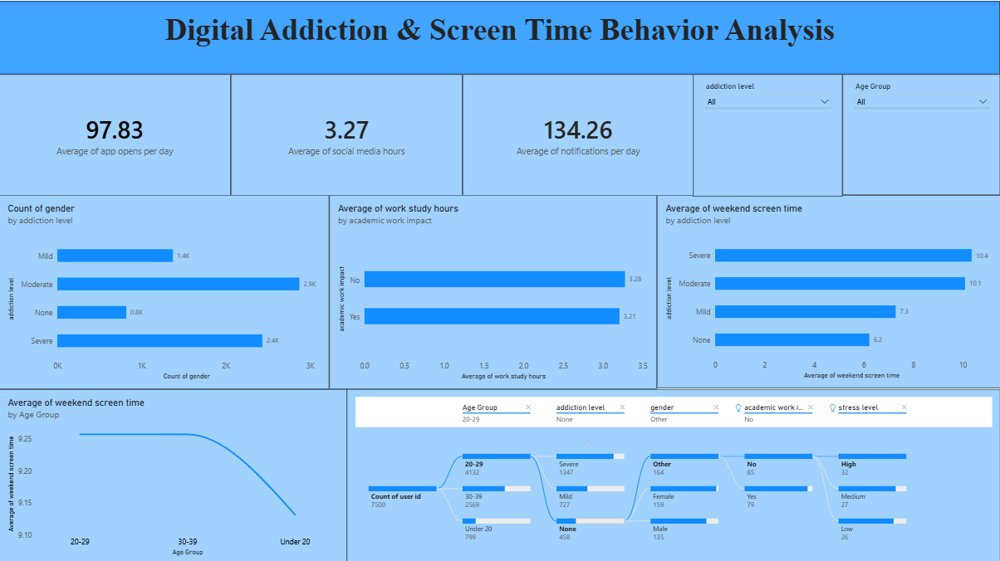 Digital Addiction & Screen Time Behavior Analysis
97.83
Average of app opens per day
3.27
Average of social media hours
134.26
Average of notifications per day
addiction level
All
Age Group
All
Count of gender
by addiction level
addiction level
Mild
1.4K
Moderate
2.9K
None
0.8K
Severe
2.4K
0K 1K 2K 3K
Count of gender
Average of work study hours
by academic work impact
academic work impact
No
3.28
Yes
3.21
0.0 0.5 1.0 1.5 2.0 2.5 3.0 3.5
Average of work study hours
Average of weekend screen time
by addiction level
addiction level
Severe
10.4
Moderate
10.1
Mild
7.3
None
6.2
0 2 4 6 8 10
Average of weekend screen time
Average of weekend screen time
by Age Group
Average of weekend screen time
9.25
9.20
9.15
9.10
20-29 30-39 Under 20
Age Group
Age Group
20-29
addiction level
None
gender
Other
academic work i...
No
stress level
Count of user id
7500
20-29
4132
30-39
2569
Under 20
799
Severe
1347
Mild
727
None
458
Other
164
Female
159
Male
135
No
85
Yes
79
High
32
Medium
27
Low
26